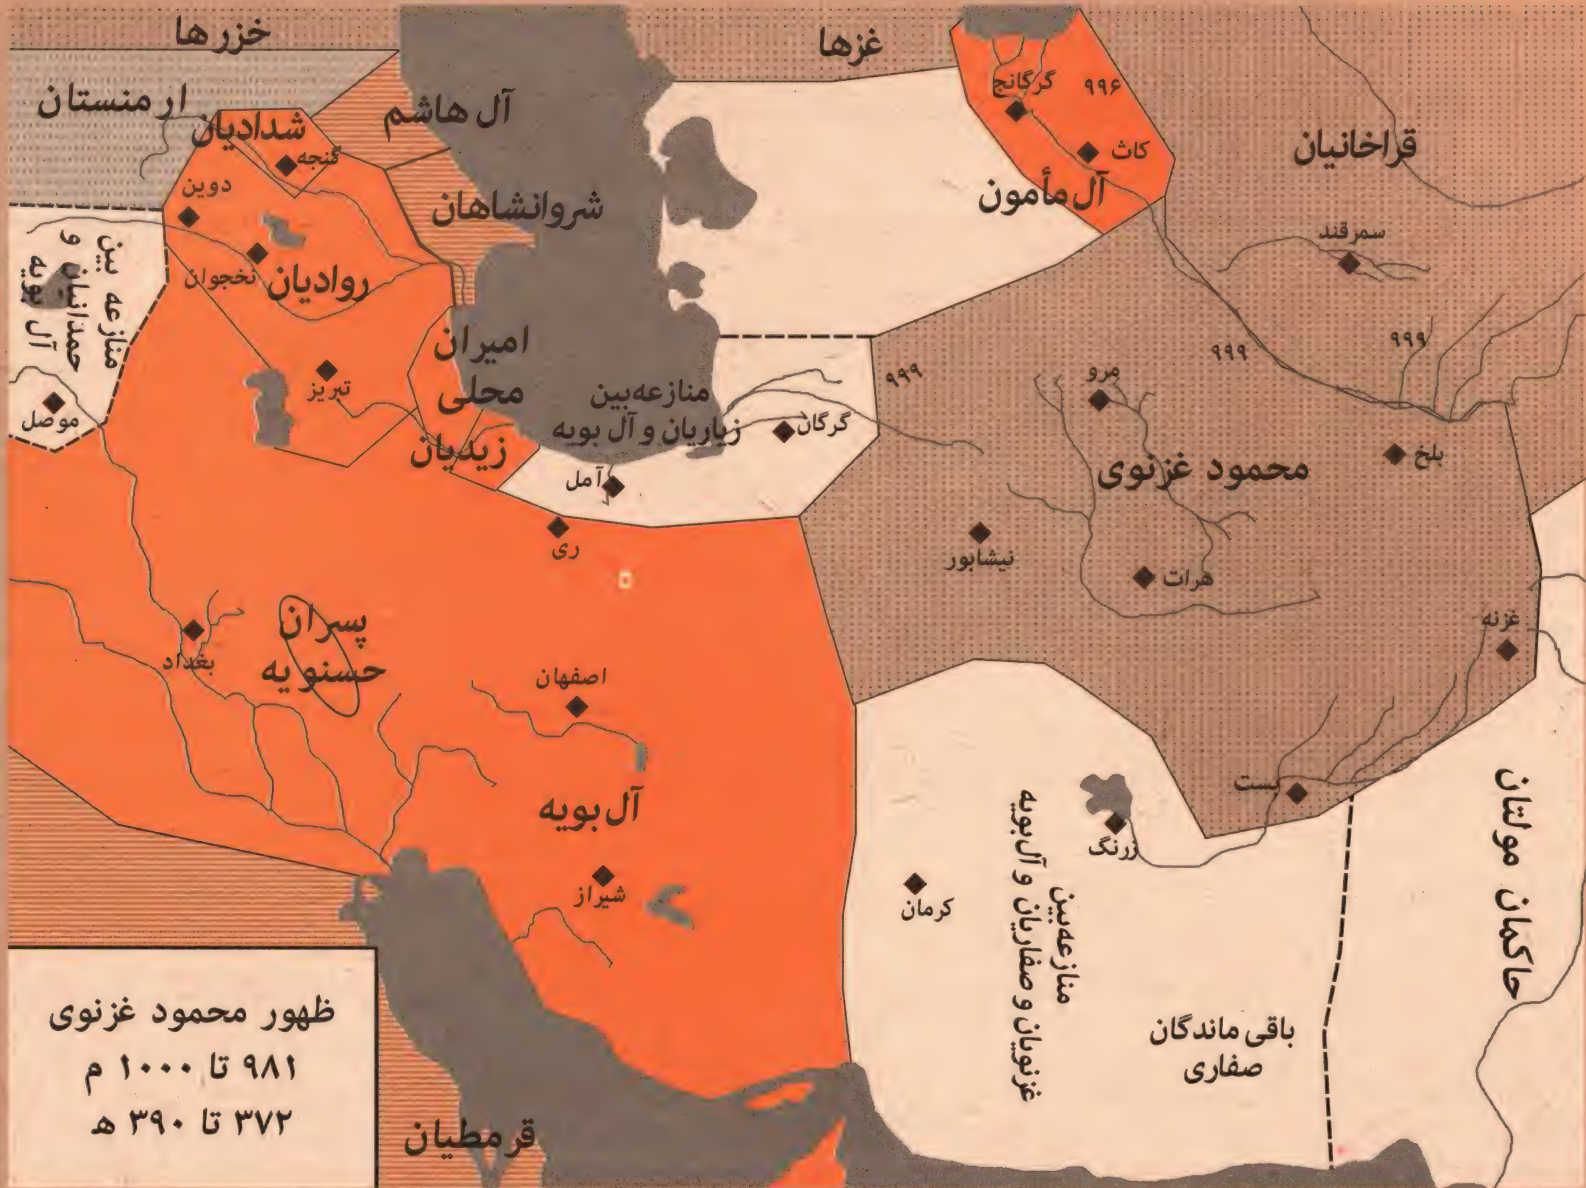 خزرها
غزها
ارمنستان
آل هاشم
شدادیان
گنجه
گرگانج
۹۹۶
کاث
قراخانیان
دوین
شروانشاهان
آل مأمون
سمرقند
منازعه بین
حمدانیان و
آل بویه
نخجوان
روادیان
امیران
محلی
تبریز
موصل
زیدیان
منازعه بین
زیاریان و آل بویه
گرگان
آمل
۹۹۹
۹۹۹
۹۹۹
مرو
بلخ
محمود غزنوی
ری
نیشابور
هرات
غزنه
پسران
حسنویه
بغداد
اصفهان
آل بویه
شیراز
بست
زرنگ
کرمان
منازعه بین
غزنویان و صفاریان و آل بویه
حاکمان مولتان
باقی ماندگان
صفاری
ظهور محمود غزنوی
۹۸۱ تا ۱۰۰۰ م
۳۷۲ تا ۳۹۰ ه
قرمطیان